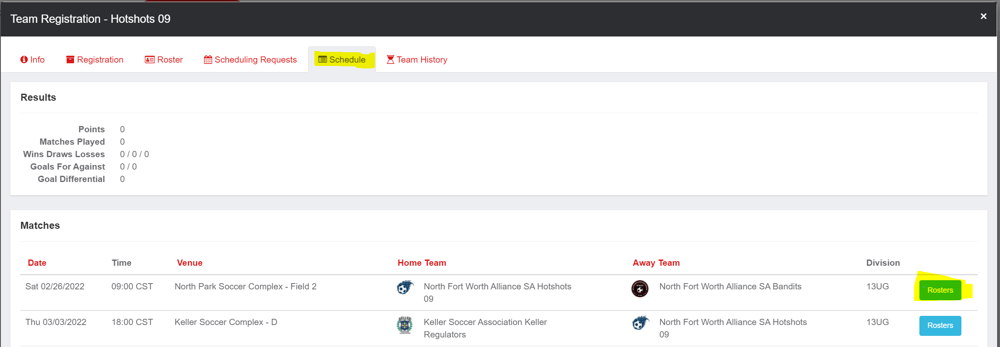 Team Registration - Hotshots 09
×
Info Registration Roster Scheduling Requests Schedule Team History
Results
Points 0
Matches Played 0
Wins Draws Losses 0 / 0 / 0
Goals For Against 0 / 0
Goal Differential 0
Matches
Date Time Venue Home Team Away Team Division
Sat 02/26/2022 09:00 CST North Park Soccer Complex - Field 2 North Fort Worth Alliance SA Hotshots North Fort Worth Alliance SA Bandits 13UG Rosters
09
Thu 03/03/2022 18:00 CST Keller Soccer Complex - D KELLER Keller Soccer Association Keller North Fort Worth Alliance SA Hotshots 13UG Rosters
Regulators 09